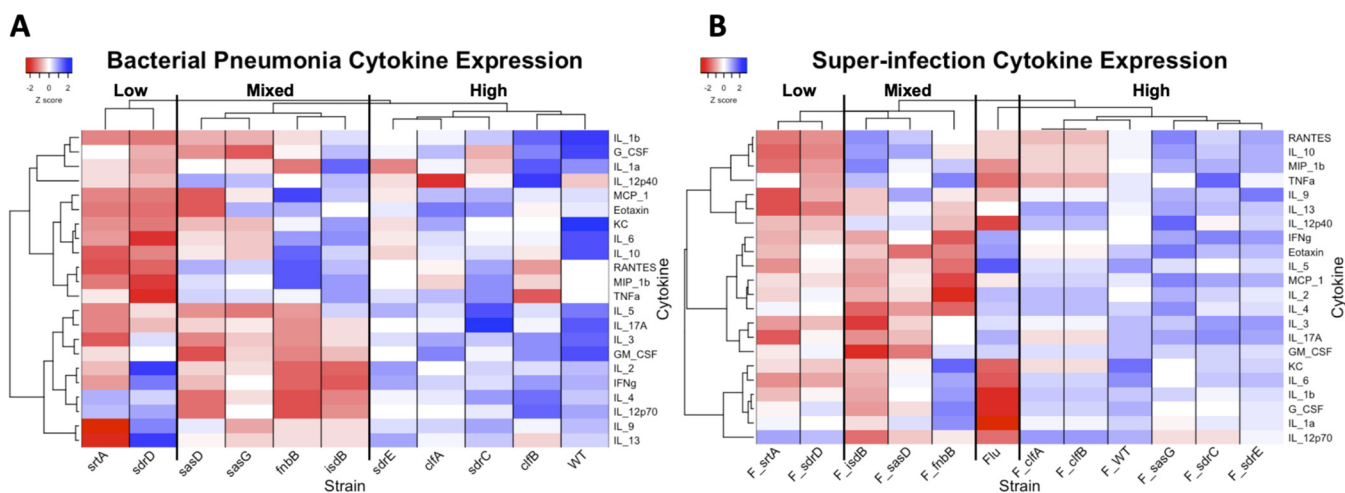 A
Bacterial Pneumonia Cytokine Expression
-2 0 2
Z score
Low Mixed High
IL_1b
G_CSF
IL_1a
IL_12p40
MCP_1
Eotaxin
KC
IL_6
IL_10
RANTES
MIP_1b
TNFa
IL_5
IL_17A
IL_3
GM_CSF
IL_2
IFNg
IL_4
IL_12p70
IL_9
IL_13
Cytokine
srtA sdrD sasD sasG fnbB isdB sdrE clfA sdrC clfB WT
Strain
B
Super-infection Cytokine Expression
-2 0 2
Z score
Low Mixed High
RANTES
IL_10
MIP_1b
TNFa
IL_9
IL_13
IL_12p40
IFNg
Eotaxin
IL_5
MCP_1
IL_2
IL_4
IL_3
IL_17A
GM_CSF
KC
IL_6
IL_1b
G_CSF
IL_1a
IL_12p70
Cytokine
F_srtA F_sdrD F_isdB F_sasD F_fnbB Flu F_clfA F_clfB F_WT F_sasG F_sdrC F_sdrE
Strain